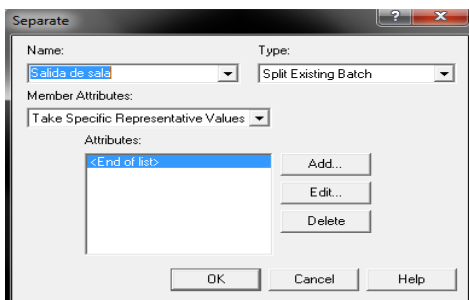 Separate
?
x
Name:
Type:
Salida de sala
Split Existing Batch
Member Attributes:
Take Specific Representative Values
Attributes:
<End of list>
Add...
Edit...
Delete
OK
Cancel
Help